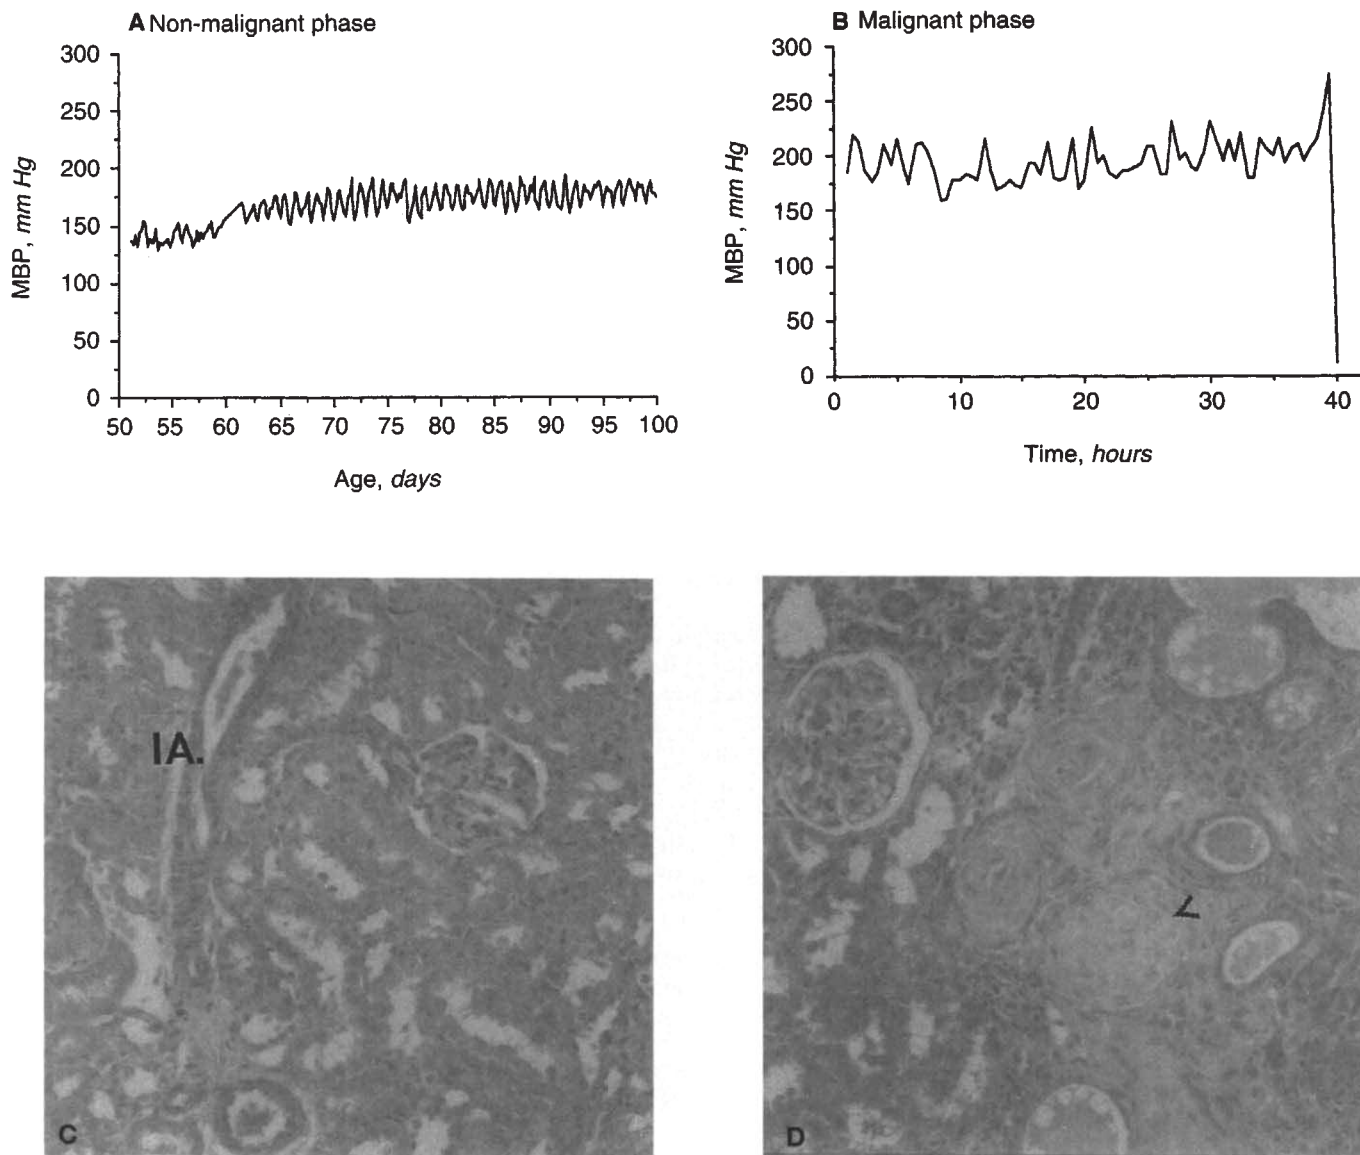 A Non-malignant phase
300
250
200
150
100
50
0
MBP, mm Hg
50 55 60 65 70 75 80 85 90 95 100
Age, days
B Malignant phase
300
250
200
150
100
50
0
MBP, mm Hg
0 10 20 30 40
Time, hours
IA.
C
D